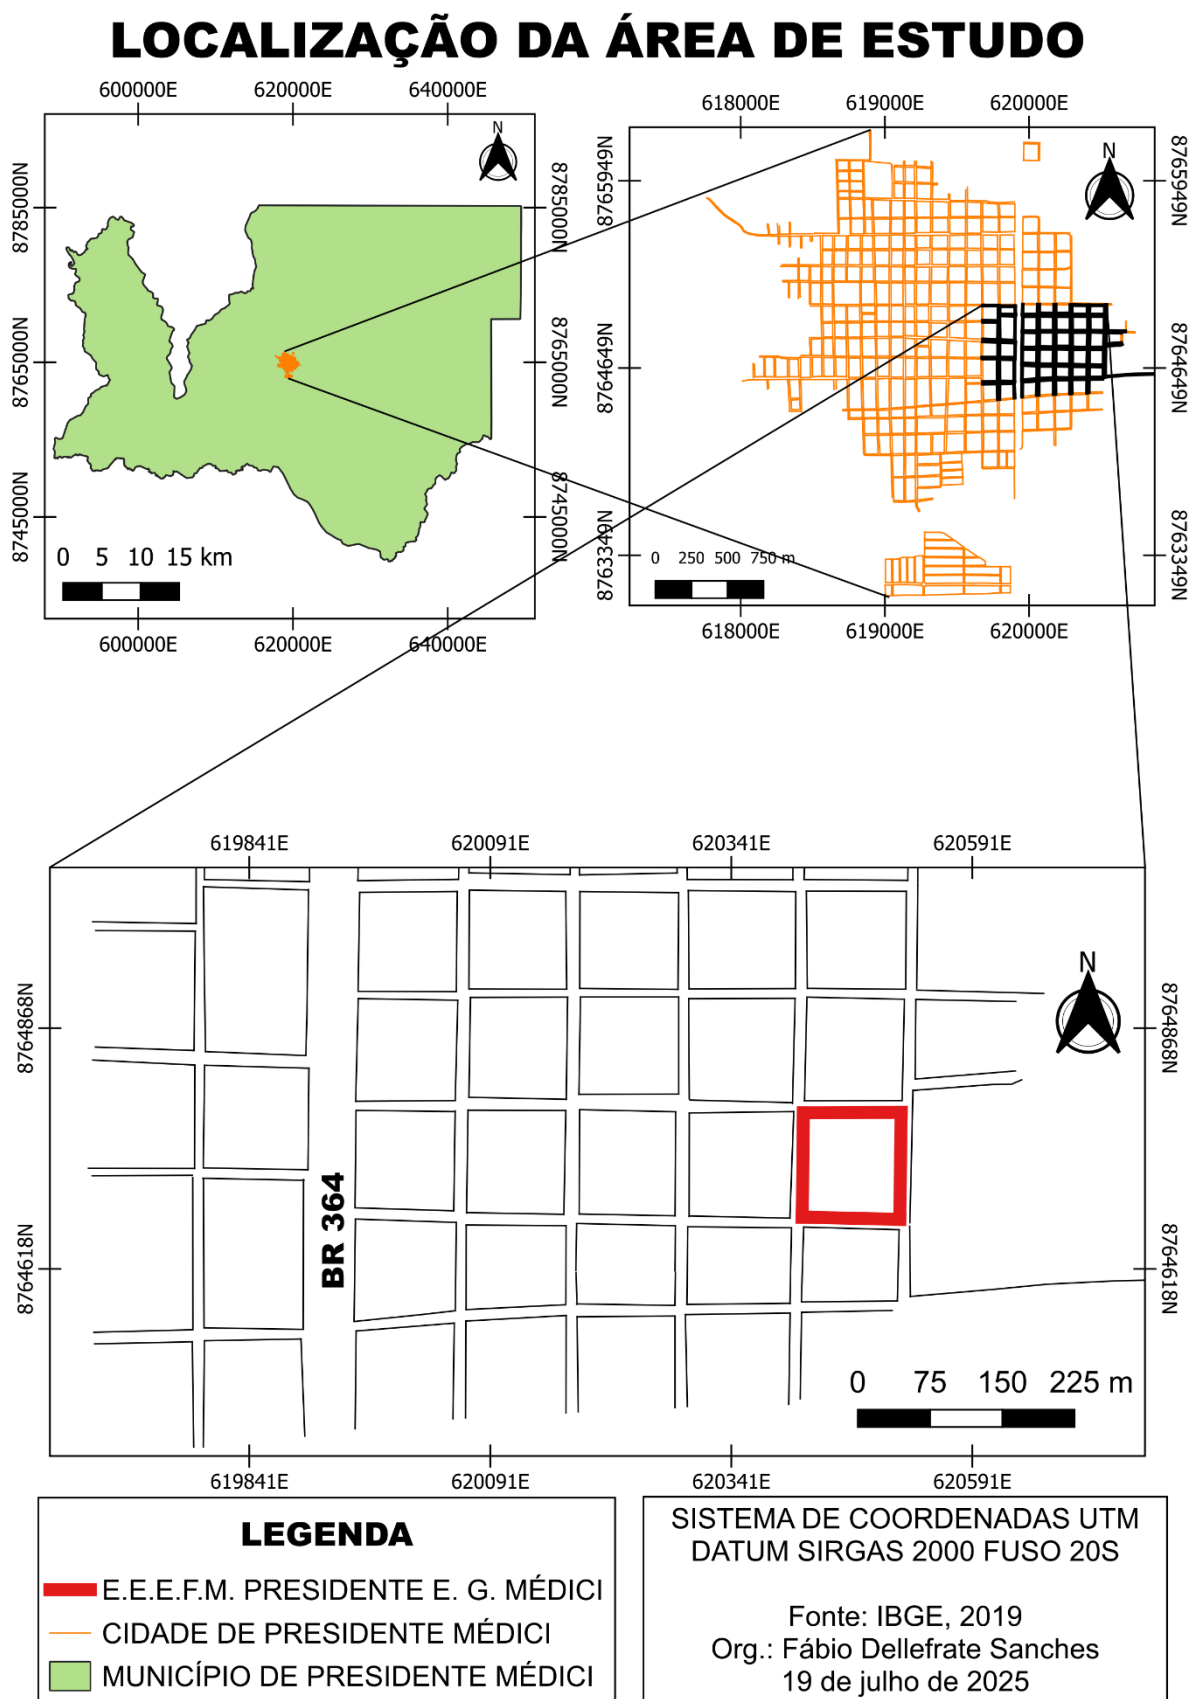 LOCALIZAÇÃO DA ÁREA DE ESTUDO
600000E 620000E 640000E
8785000N
8765000N
8745000N
N
8785000N
8765000N
8745000N
0 5 10 15 km
600000E 620000E 640000E
618000E 619000E 620000E
8765949N
8764649N
8763349N
N
8765949N
8764649N
8763349N
0 250 500 750 m
618000E 619000E 620000E
619841E 620091E 620341E 620591E
8764868N
8764618N
N
8764868N
8764618N
BR 364
0 75 150 225 m
619841E 620091E 620341E 620591E
LEGENDA
E.E.E.F.M. PRESIDENTE E. G. MÉDICI
CIDADE DE PRESIDENTE MÉDICI
MUNICÍPIO DE PRESIDENTE MÉDICI
SISTEMA DE COORDENADAS UTM
DATUM SIRGAS 2000 FUSO 20S
Fonte: IBGE, 2019
Org.: Fábio Dellefrate Sanches
19 de julho de 2025